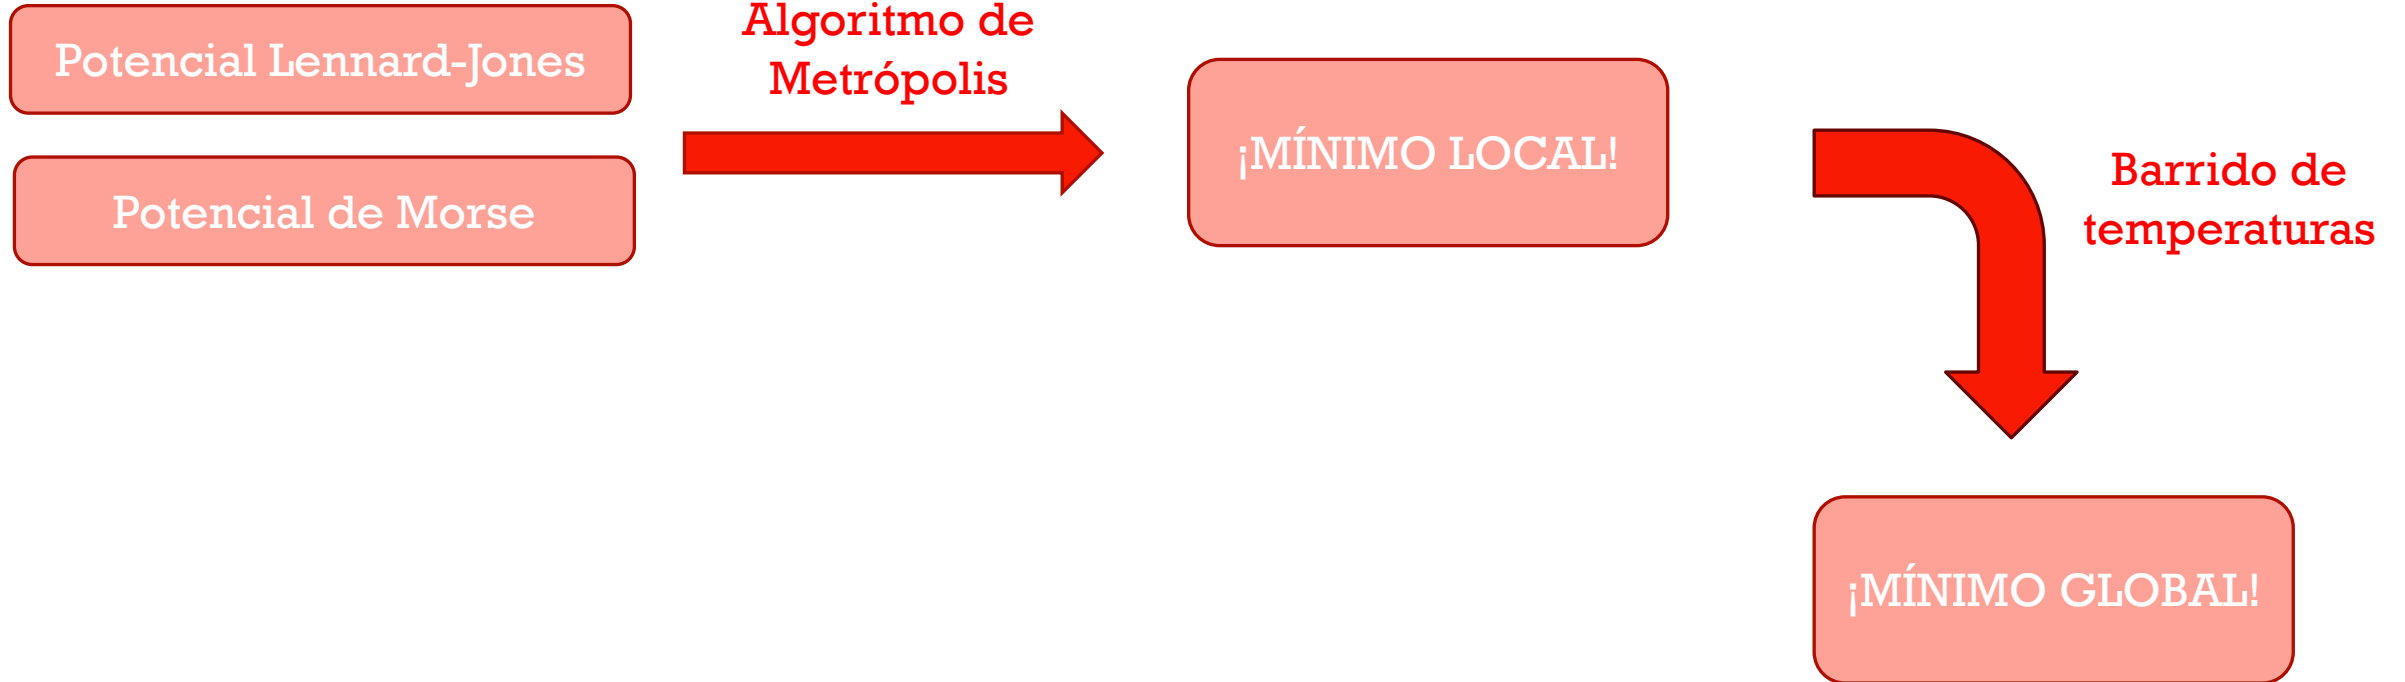 Potencial Lennard-Jones
Potencial de Morse
Algoritmo de
Metrópolis
¡MÍNIMO LOCAL!
Barrido de
temperaturas
¡MÍNIMO GLOBAL!